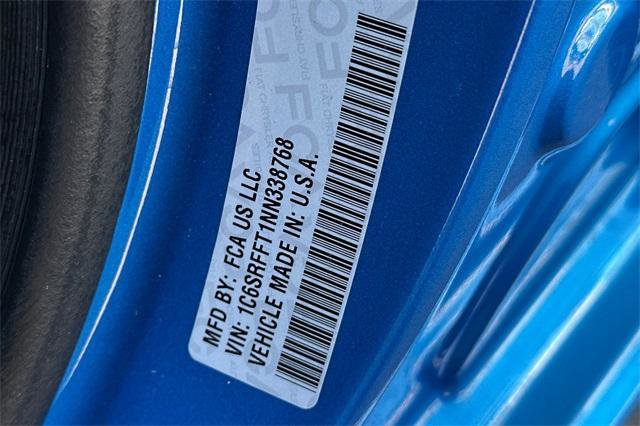 MFD BY: FCA US LLC
VIN: 1C6SRFFT1NN338768
VEHICLE MADE IN: U.S.A.